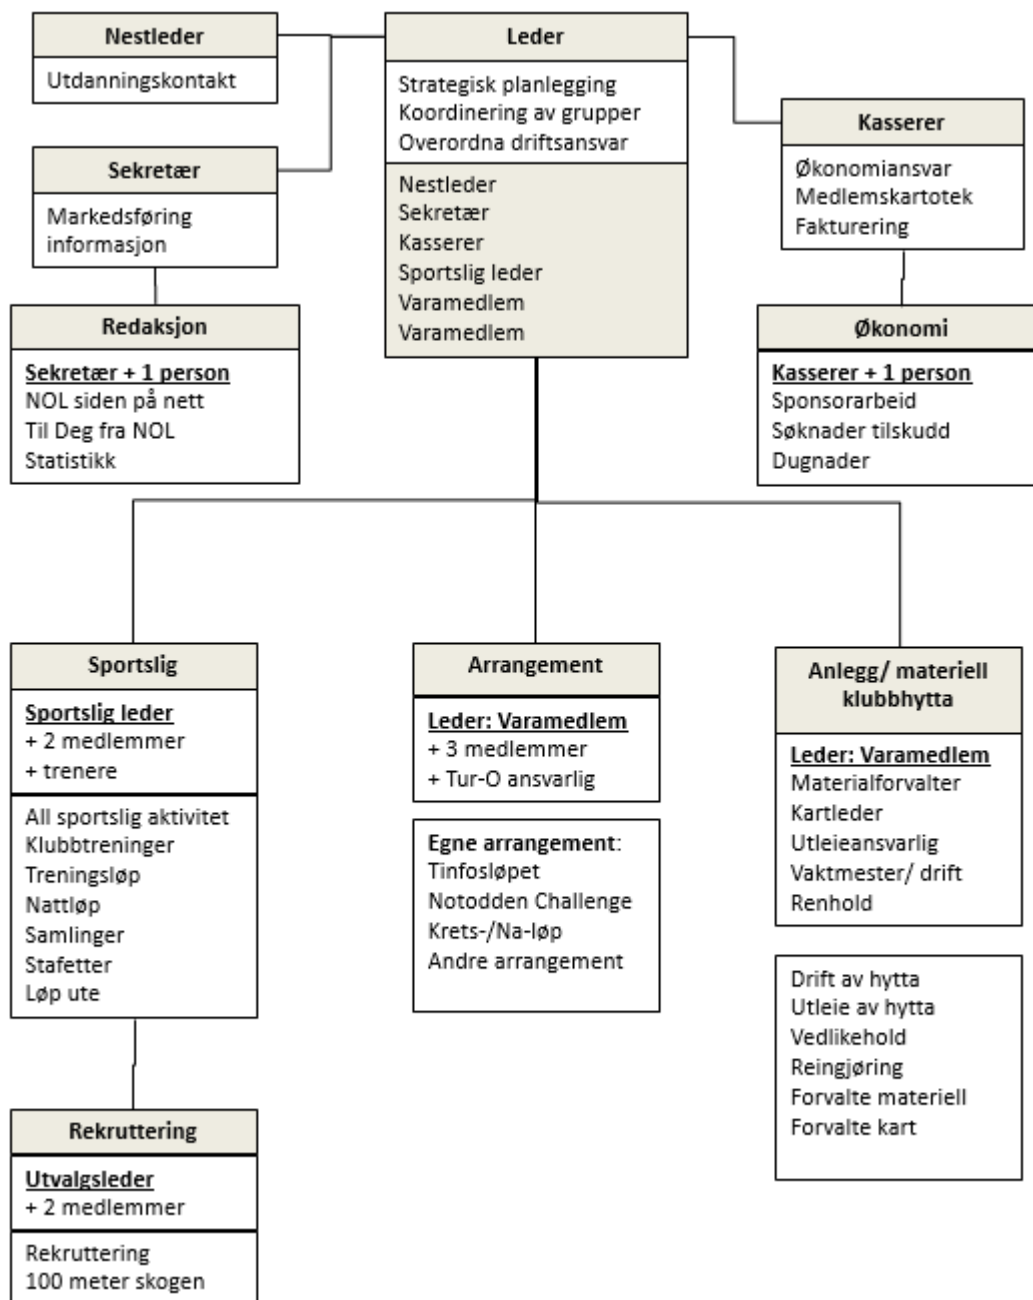 Nestleder
Utdanningskontakt
Leder
Strategisk planlegging
Koordinering av grupper
Overordna driftsansvar
Nestleder
Sekretær
Kasserer
Sportslig leder
Varamedlem
Varamedlem
Kasserer
Økonomiansvar
Medlemskartotek
Fakturering
Sekretær
Markedsføring
informasjon
Redaksjon
Sekretær + 1 person
NOL siden på nett
Til Deg fra NOL
Statistikk
Økonomi
Kasserer + 1 person
Sponsorarbeid
Søknader tilskudd
Dugnader
Sportslig
Sportslig leder
+ 2 medlemmer
+ trenere
All sportslig aktivitet
Klubbtreninger
Treningsløp
Nattløp
Samlinger
Stafetter
Løp ute
Rekruttering
Utvalgsleder
+ 2 medlemmer
Rekruttering
100 meter skogen
Arrangement
Leder: Varamedlem
+ 3 medlemmer
+ Tur-O ansvarlig
Egne arrangement:
Tinfosløpet
Notodden Challenge
Krets-/Na-løp
Andre arrangement
Anlegg/ materiell
klubbhytta
Leder: Varamedlem
Materialforvalter
Kartleder
Utleieansvarlig
Vaktmester/ drift
Renhold
Drift av hytta
Utleie av hytta
Vedlikehold
Reingjøring
Forvalte materiell
Forvalte kart